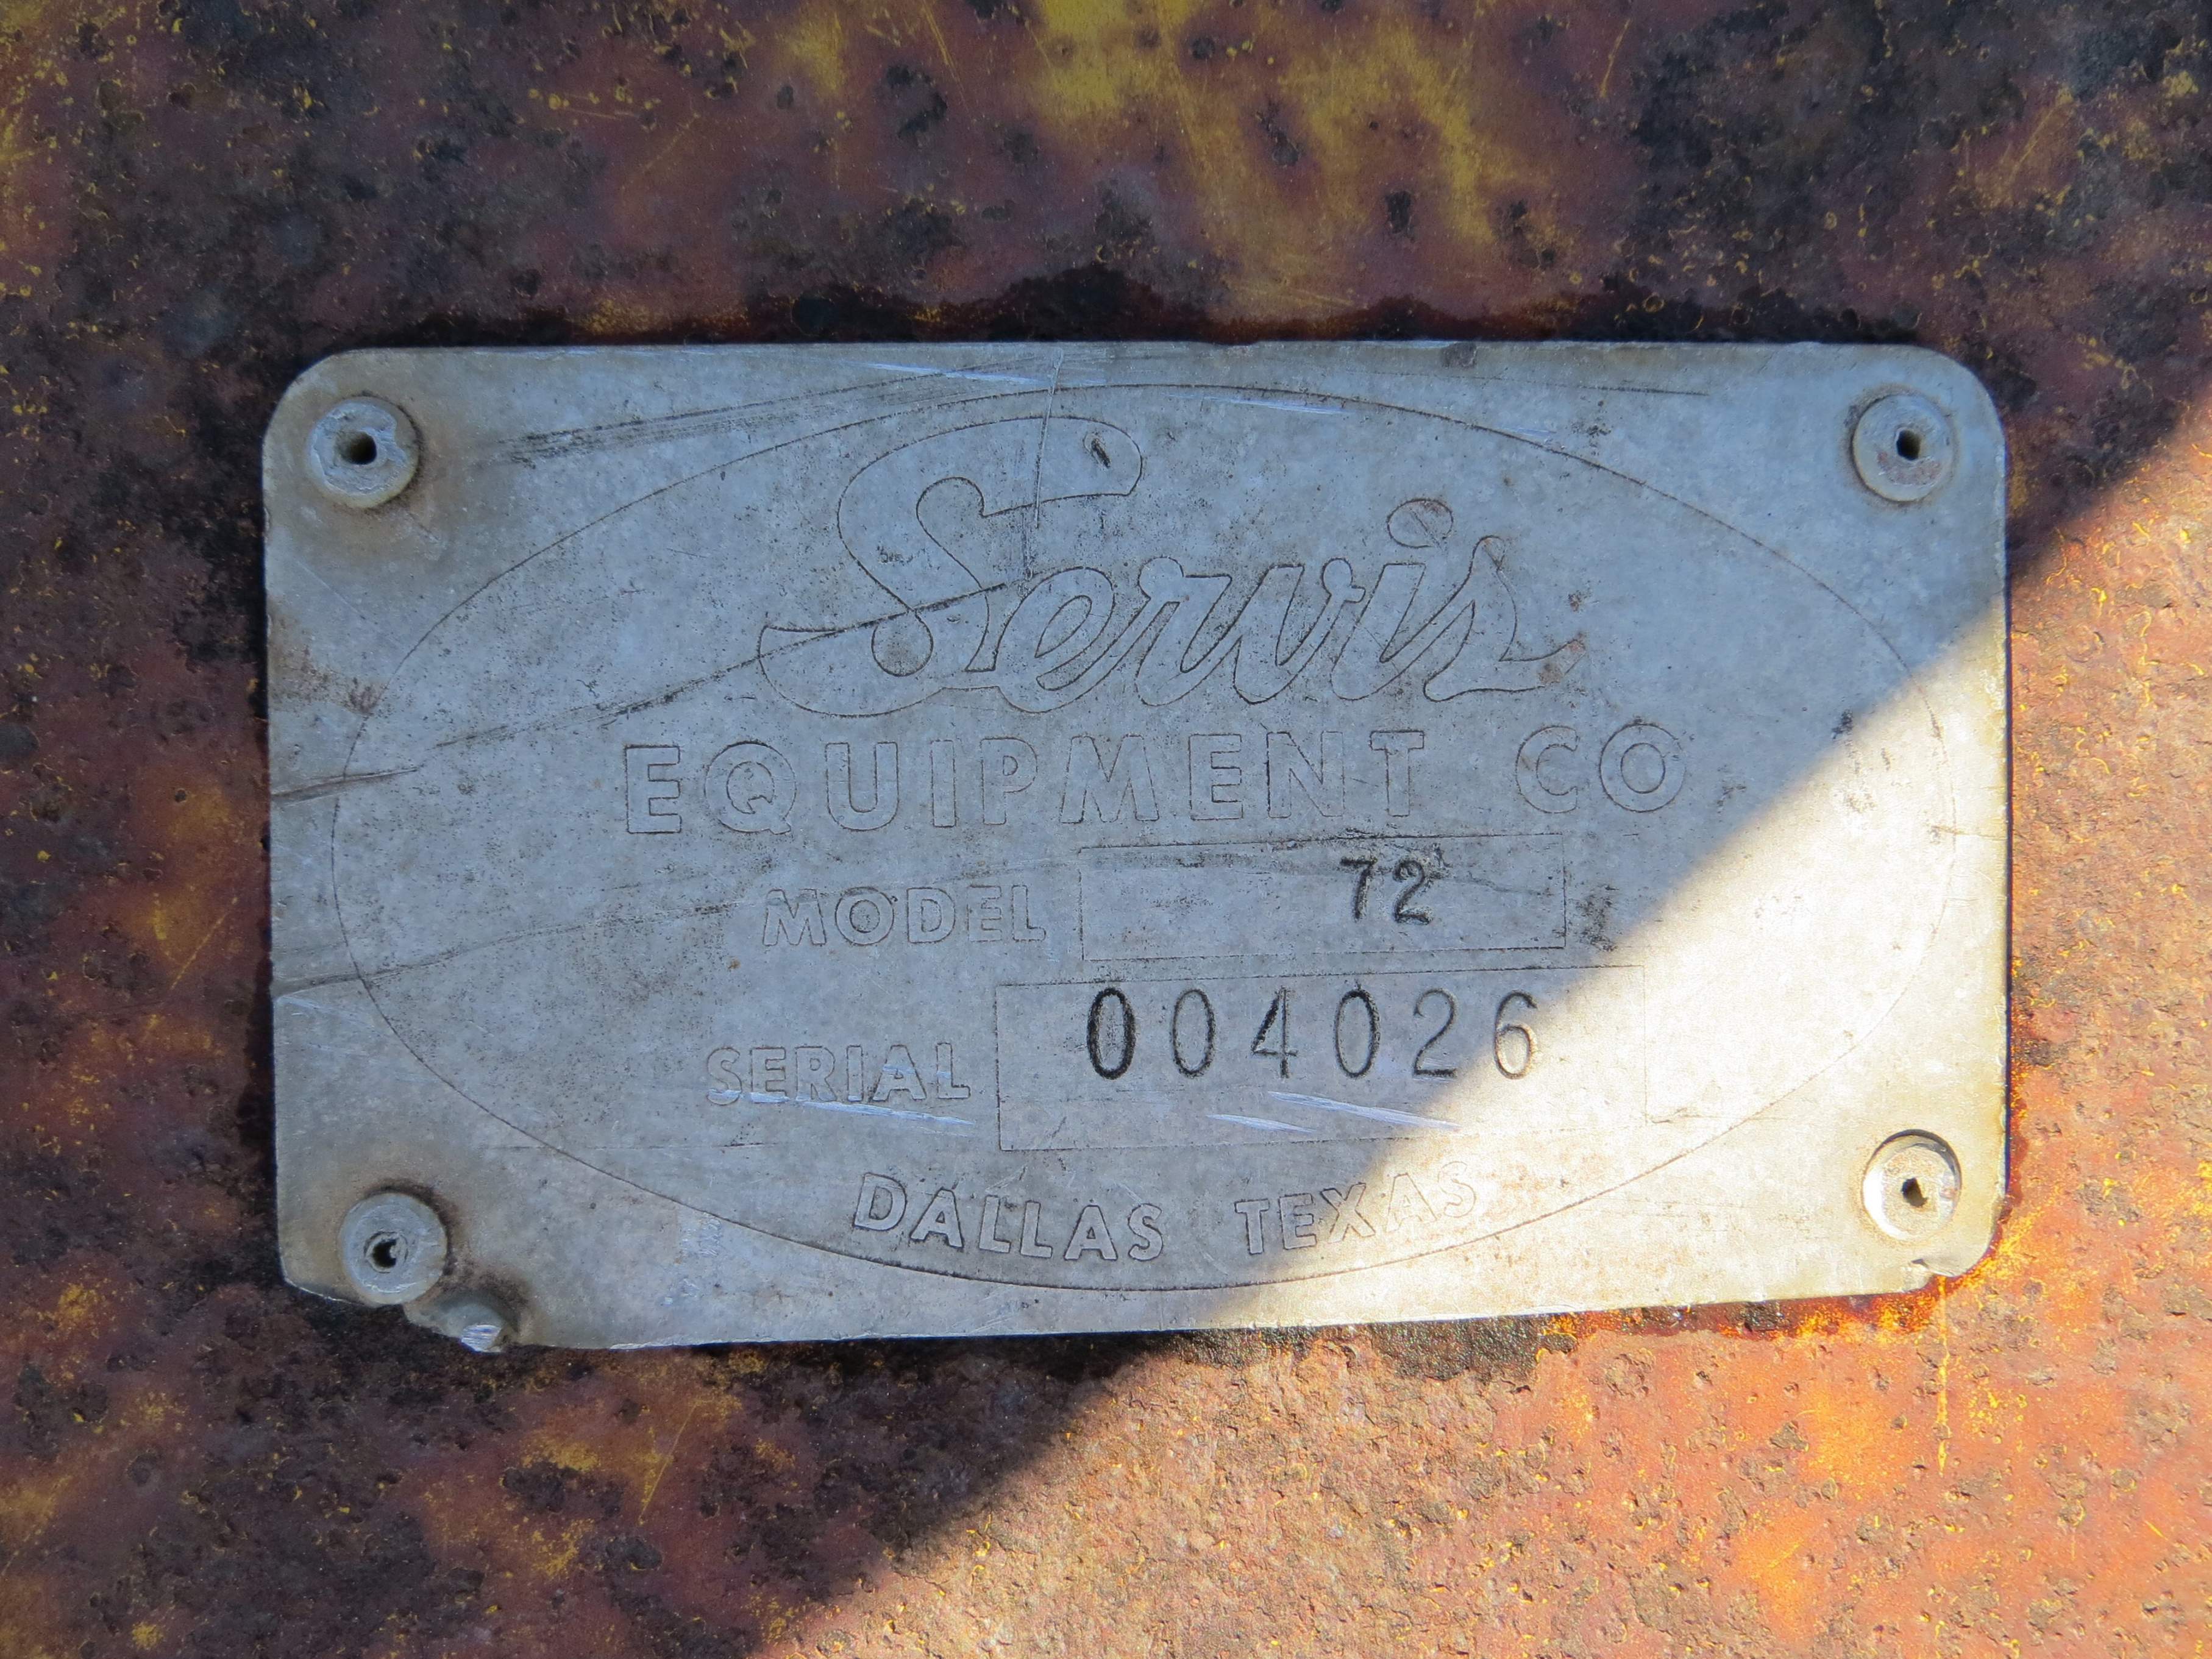 Servis
EQUIPMENT CO
MODEL 72
SERIAL 004026
DALLAS TEXAS